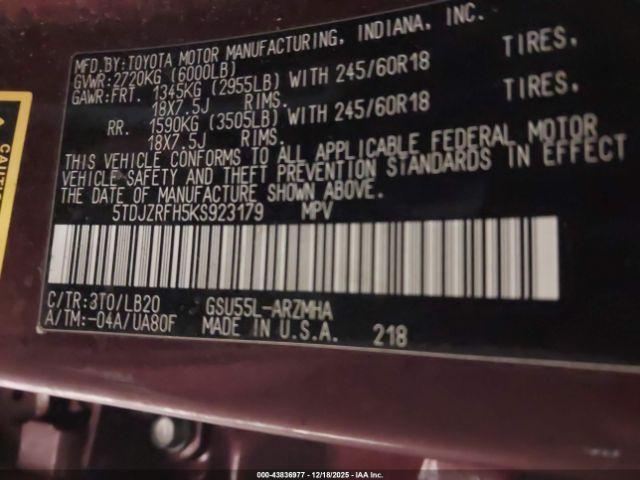 MFD.BY:TOYOTA MOTOR MANUFACTURING, INDIANA, INC.
GVWR:2720KG (6000LB)
GAWR:FRT. 1345KG (2955LB) WITH 245/60R18 TIRES.
18X7.5J RIMS.
RR. 1590KG (3505LB) WITH 245/60R18 TIRES.
18X7.5J RIMS.
THIS VEHICLE CONFORMS TO ALL APPLICABLE FEDERAL MOTOR
VEHICLE SAFETY AND THEFT PREVENTION STANDARDS IN EFFECT
THE DATE OF MANUFACTURE SHOWN ABOVE.
5TDJZRFH5KS923179 MPV
C/TR:3T0/LB20 GSU55L-ARZMHA
A/TM:-04A/UA80F MADE IN U.S.A. 218
CAUTION
000-43836977 - 12/18/2025 - IAA Inc.